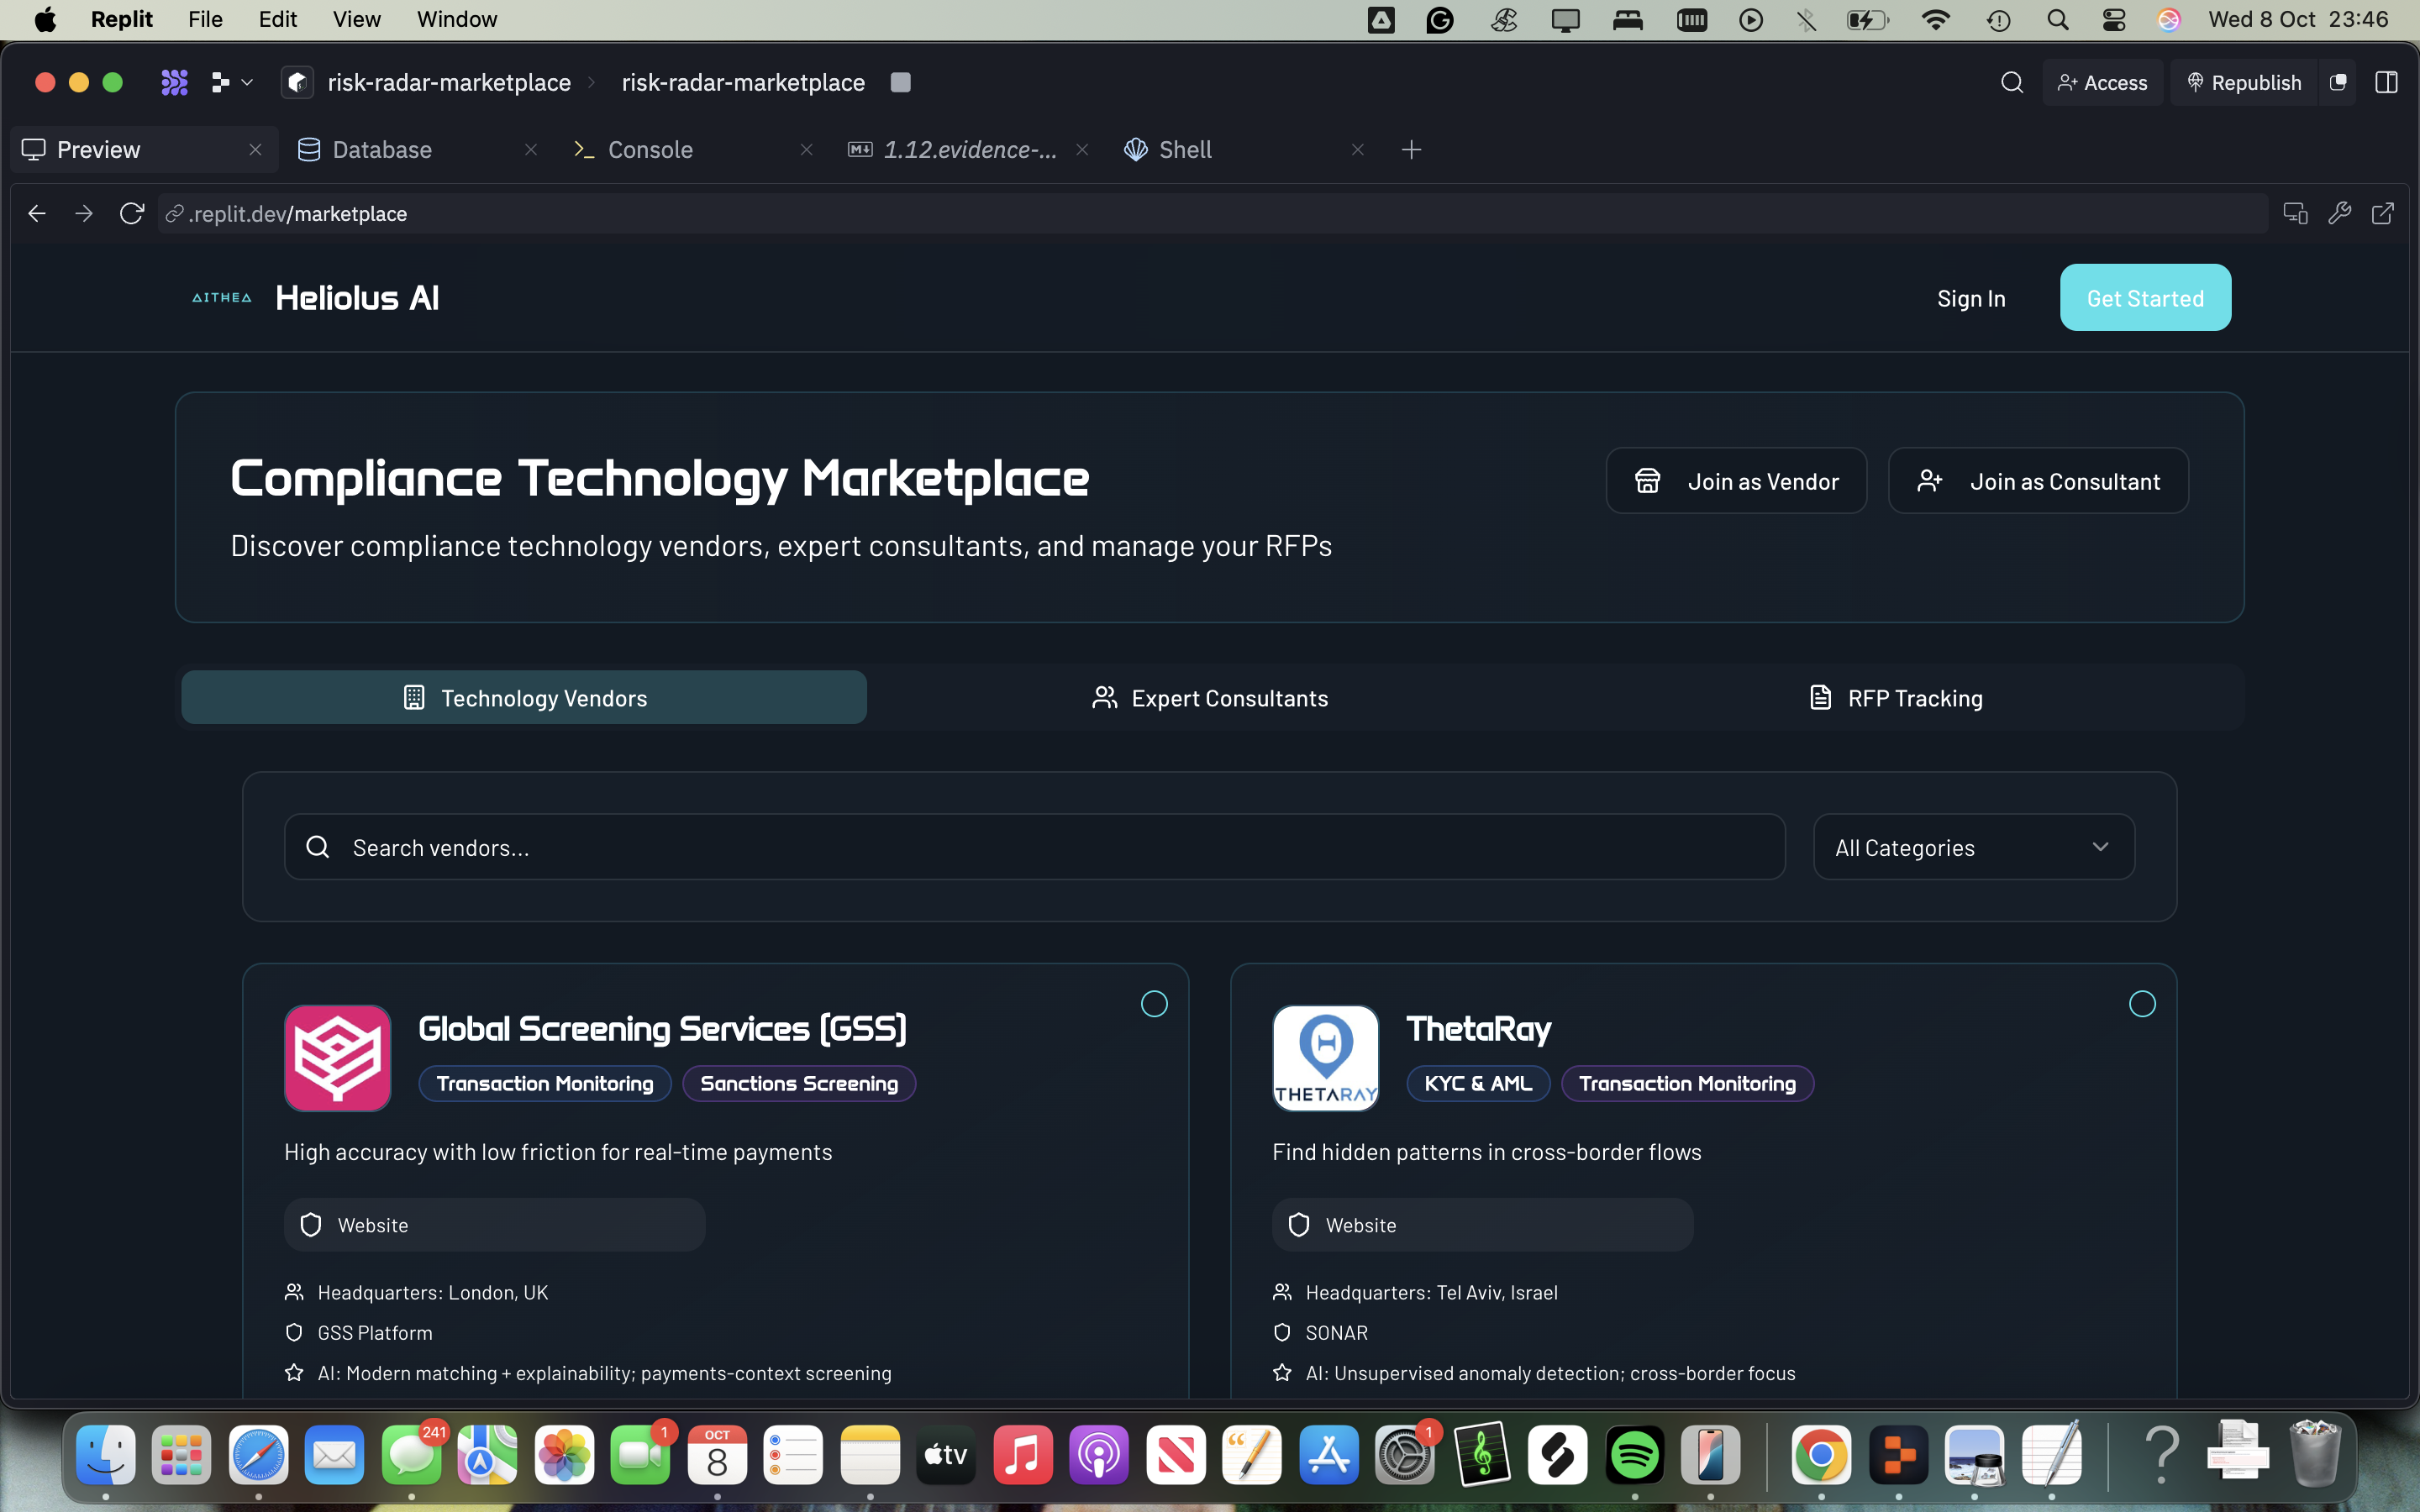 Replit File Edit View Window Wed 8 Oct 23:46
risk-radar-marketplace risk-radar-marketplace Access Republish
Preview Database Console 1.12.evidence-... Shell
.replit.dev/marketplace
AITHEA Heliolus AI Sign In Get Started
Compliance Technology Marketplace
Join as Vendor Join as Consultant
Discover compliance technology vendors, expert consultants, and manage your RFPs
Technology Vendors Expert Consultants RFP Tracking
Search vendors... All Categories
Global Screening Services (GSS)
Transaction Monitoring Sanctions Screening
High accuracy with low friction for real-time payments
Website
Headquarters: London, UK
GSS Platform
AI: Modern matching + explainability; payments-context screening
THETARAY
ThetaRay
KYC & AML Transaction Monitoring
Find hidden patterns in cross-border flows
Website
Headquarters: Tel Aviv, Israel
SONAR
AI: Unsupervised anomaly detection; cross-border focus
241 1 OCT 8 tv 1